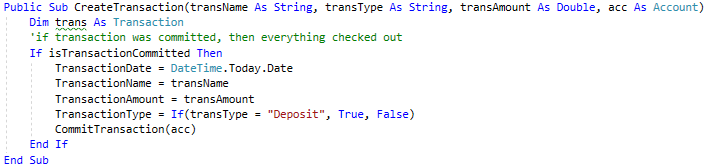 Public Sub CreateTransaction(transName As String, transType As String, transAmount As Double, acc As Account)
Dim trans As Transaction
'if transaction was committed, then everything checked out
If isTransactionCommitted Then
TransactionDate = DateTime.Today.Date
TransactionName = transName
TransactionAmount = transAmount
TransactionType = If(transType = "Deposit", True, False)
CommitTransaction(acc)
End If
End Sub